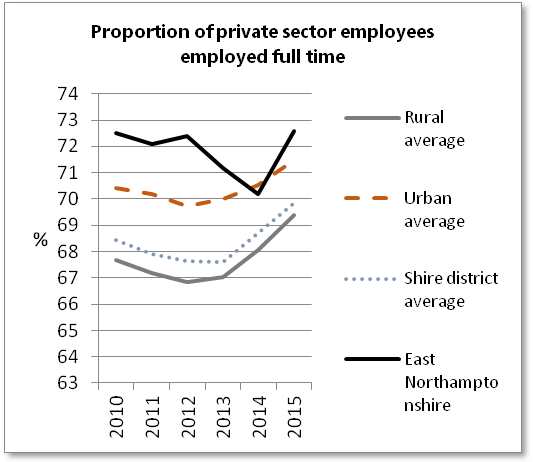 Proportion of private sector employees
employed full time
74
73
72
71
70
69
68
67
66
65
64
63
%
2010
2011
2012
2013
2014
2015
Rural
average
Urban
average
Shire district
average
East
Northampto
nshire